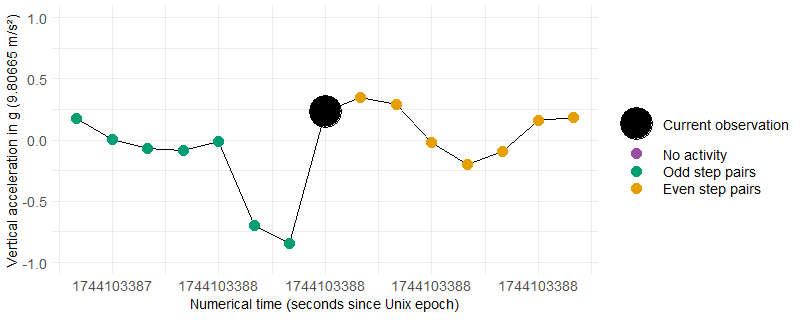 Vertical acceleration in g (9.80665 m/s²)
1.0
0.5
0.0
-0.5
-1.0
1744103387
1744103388
1744103388
1744103388
1744103388
Numerical time (seconds since Unix epoch)
Current observation
No activity
Odd step pairs
Even step pairs